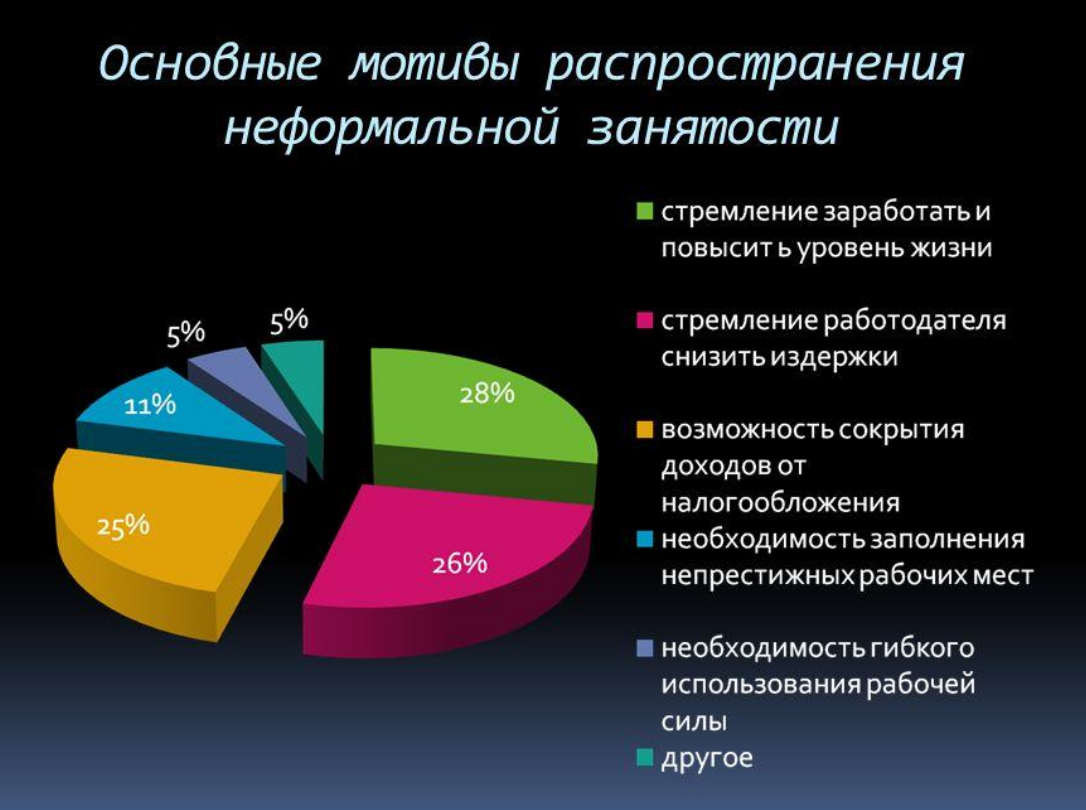 Основные мотивы распространения
неформальной занятости
стремление заработать и
повысит ь уровень жизни
стремление работодателя
снизить издержки
возможность сокрытия
доходов от
налогообложения
необходимость заполнения
непрестижных рабочих мест
необходимость гибкого
использования рабочей
силы
другое
5%
5%
11%
28%
25%
26%